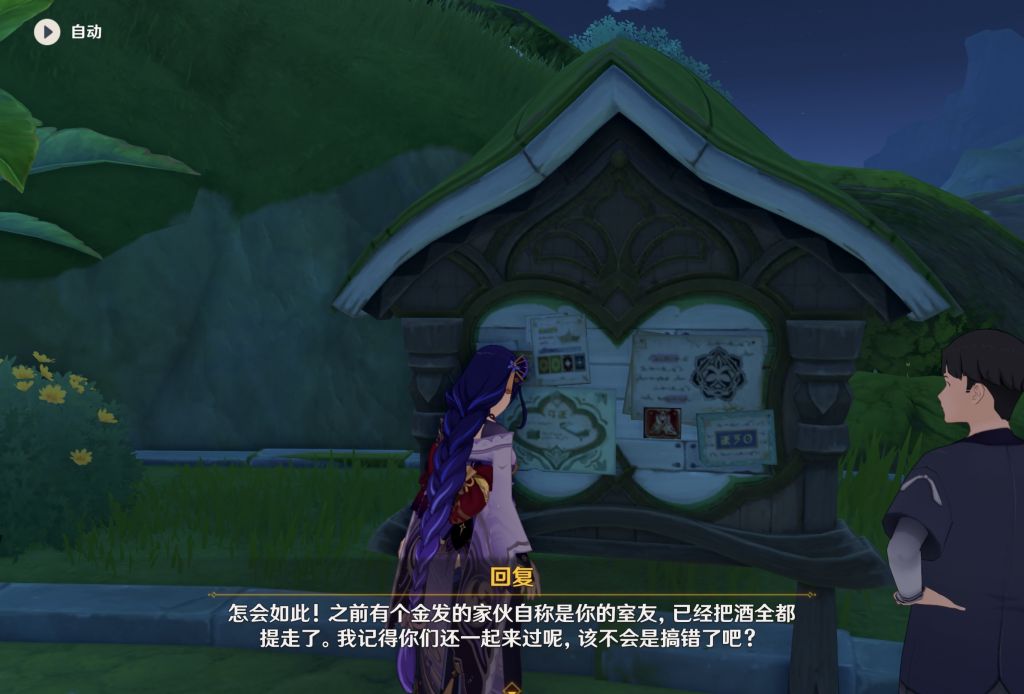 自动
回复
怎会如此！之前有个金发的家伙自称是你的室友，已经把酒全都
提走了。我记得你们还一起来过呢，该不会是搞错了吧？